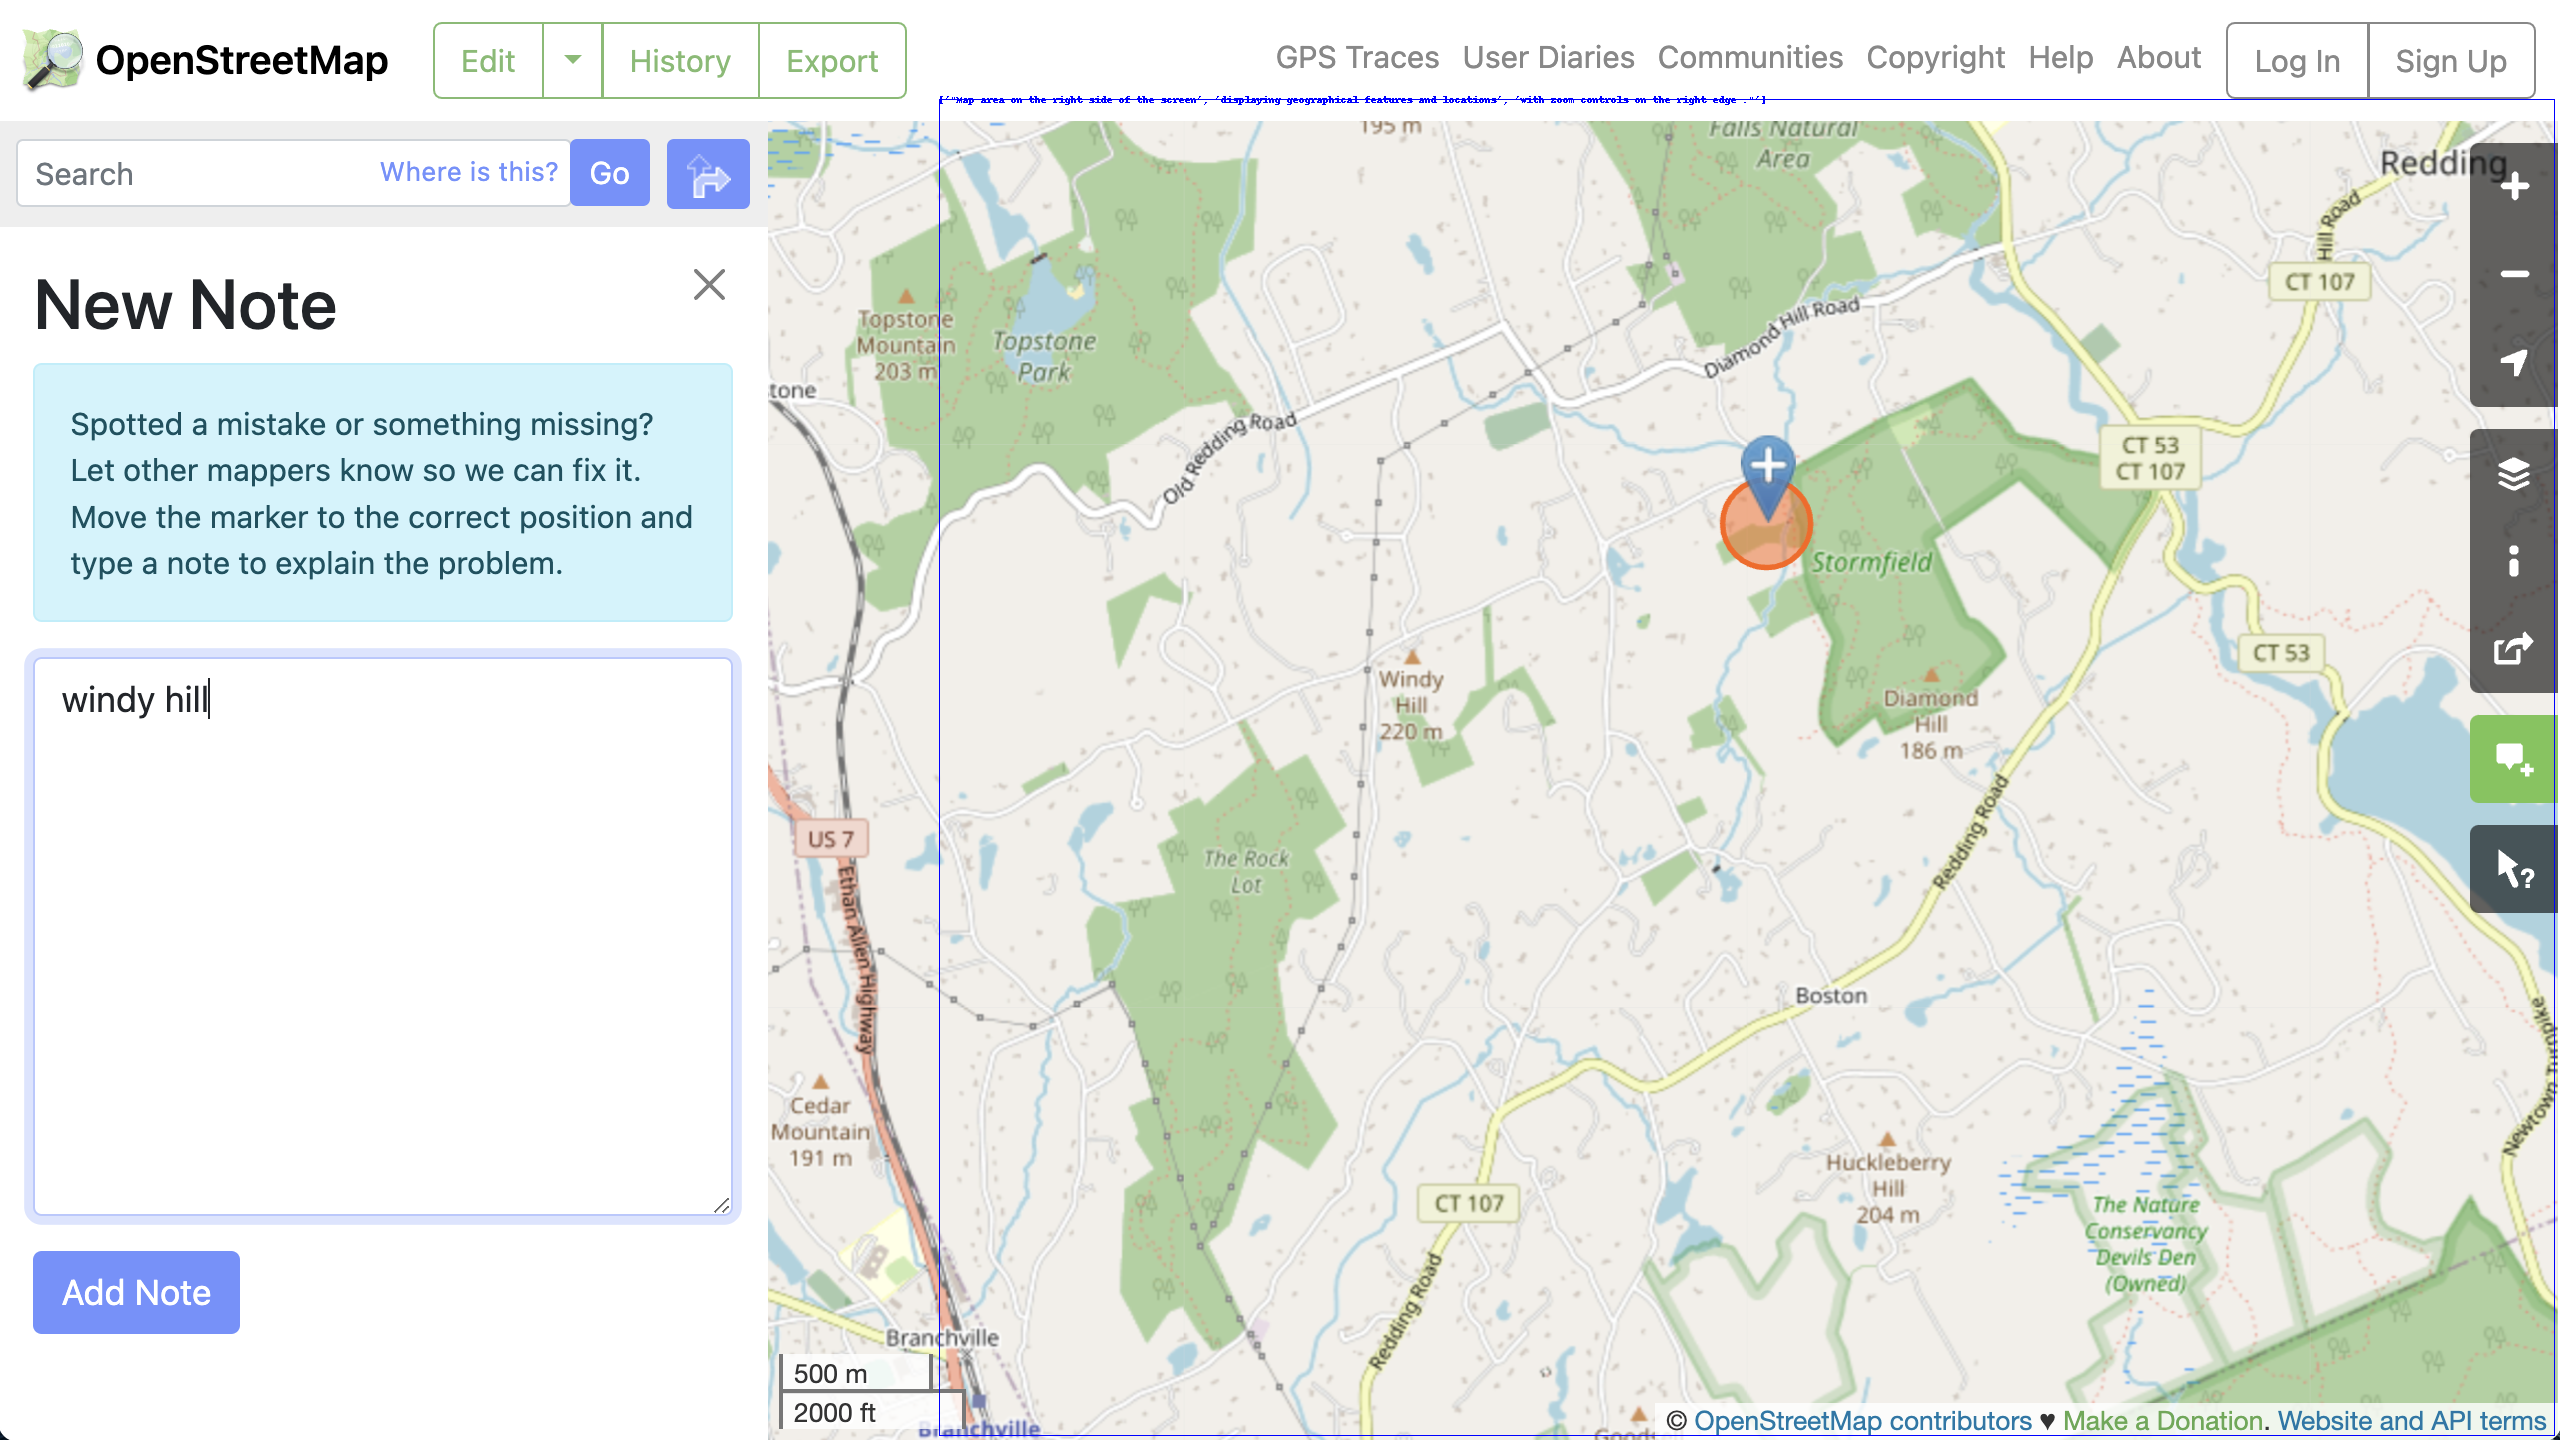 OpenStreetMap
Edit
History
Export
GPS Traces
User Diaries
Communities
Copyright
Help
About
Log In
Sign Up
['"Map area on the right side of the screen', 'displaying geographical features and locations', 'with zoom controls on the right edge ."']
Search
Where is this?
Go
New Note
Spotted a mistake or something missing?
Let other mappers know so we can fix it.
Move the marker to the correct position and
type a note to explain the problem.
windy hill
Add Note
195 m
Falls Natural
Area
Redding
Hill Road
CT 107
Topstone
Mountain
203 m
Topstone
Park
tone
Diamond Hill Road
Old Redding Road
CT 53
CT 107
Stormfield
CT 53
Windy
Hill
220 m
Diamond
Hill
186 m
US 7
Ethan Allen Highway
The Rock
Lot
Redding Road
Boston
Cedar
Mountain
191 m
Huckleberry
Hill
204 m
CT 107
Redding Road
The Nature
Conservancy
Devils Den
(Owned)
Newtown Turnpike
Branchville
Branchville
500 m
2000 ft
© OpenStreetMap contributors ♥ Make a Donation. Website and API terms